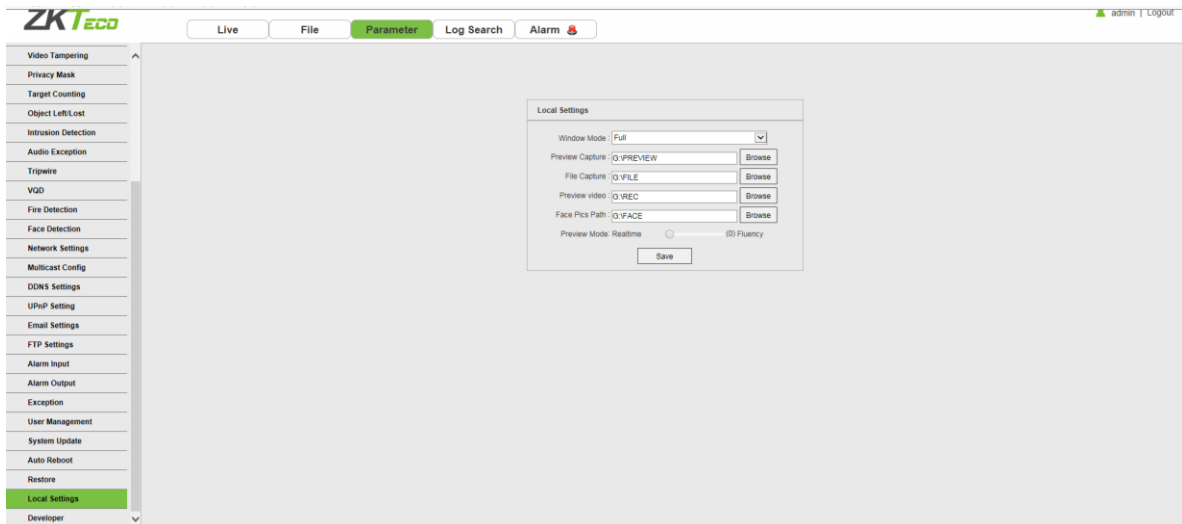 ZKTeco
admin | Logout
Live File Parameter Log Search Alarm
Video Tampering
Privacy Mask
Target Counting
Object Left/Lost
Intrusion Detection
Audio Exception
Tripwire
VQD
Fire Detection
Face Detection
Network Settings
Multicast Config
DDNS Settings
UPnP Setting
Email Settings
FTP Settings
Alarm Input
Alarm Output
Exception
User Management
System Update
Auto Reboot
Restore
Local Settings
Developer
Local Settings
Window Mode : Full
Preview Capture : G:\PREVIEW Browse
File Capture : G:\FILE Browse
Preview video : G:\REC Browse
Face Pics Path : G:\FACE Browse
Preview Mode: Realtime (0) Fluency
Save